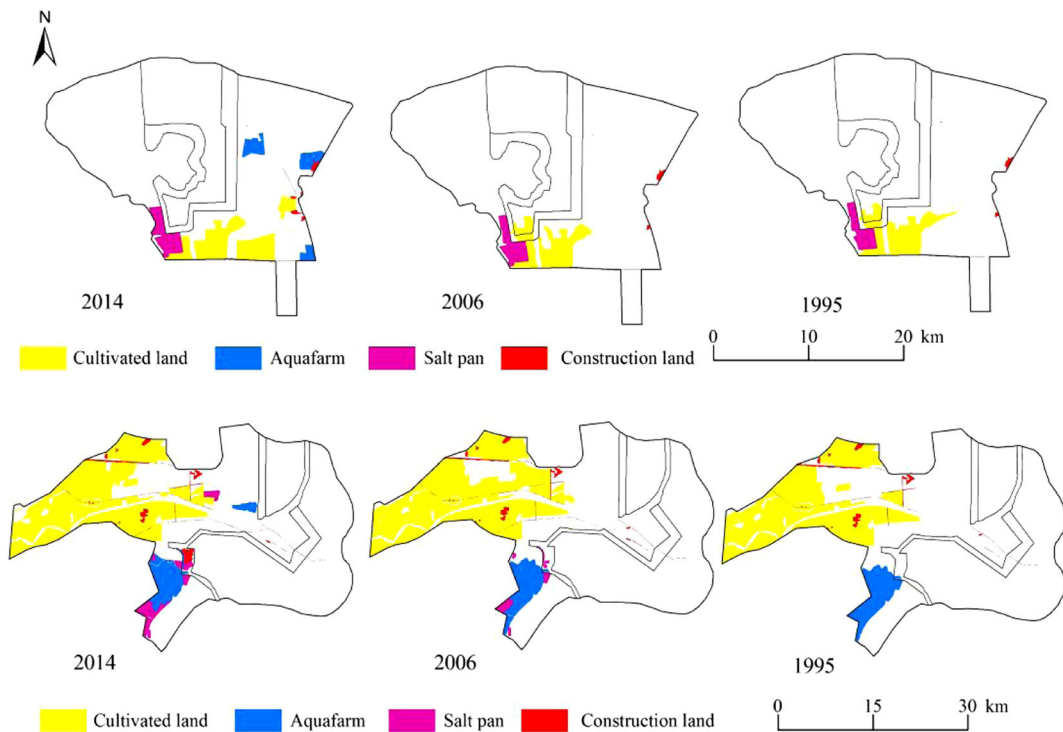 N
2014
2006
1995
0 10 20 km
Cultivated land Aquafarm Salt pan Construction land
2014
2006
1995
Cultivated land Aquafarm Salt pan Construction land
0 15 30 km